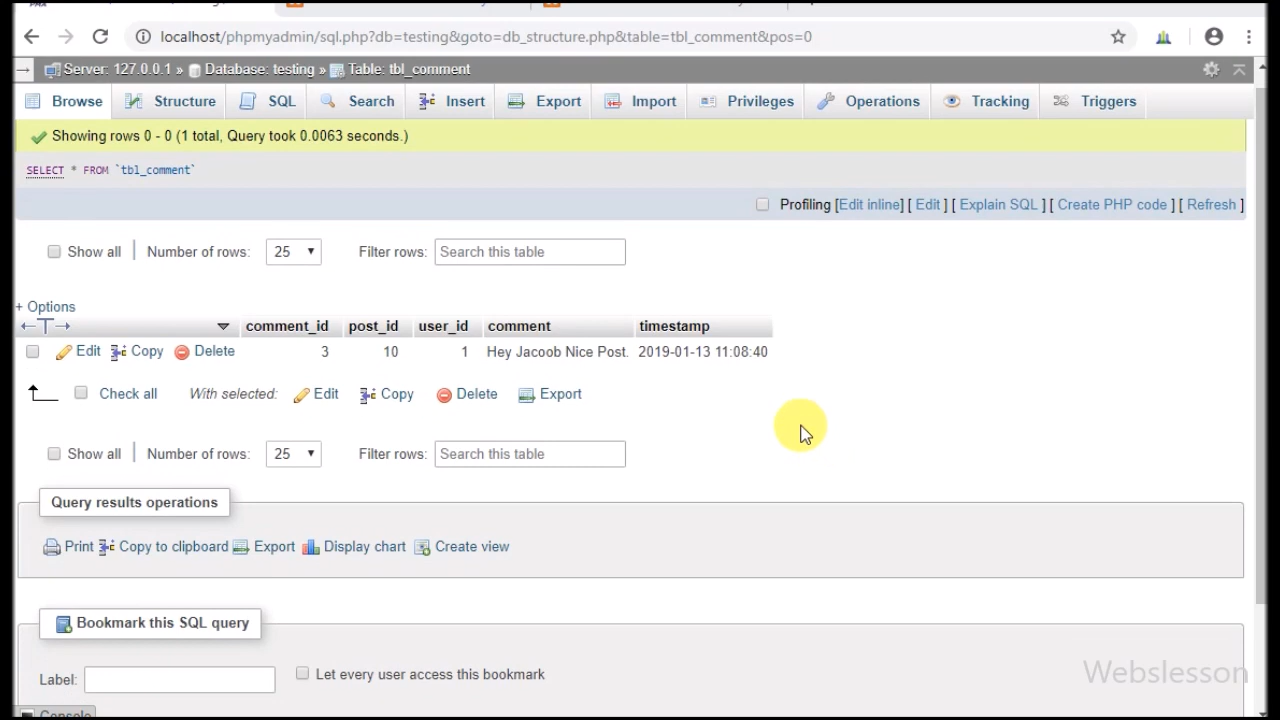 localhost/phpmyadmin/sql.php?db=testing&goto=db_structure.php&table=tbl_comment&pos=0
Server: 127.0.0.1 » Database: testing » Table: tbl_comment
Browse Structure SQL Search Insert Export Import Privileges Operations Tracking Triggers
Showing rows 0 - 0 (1 total, Query took 0.0063 seconds.)
SELECT * FROM `tbl_comment`
Profiling [Edit inline] [ Edit ] [ Explain SQL ] [ Create PHP code ] [ Refresh ]
Show all Number of rows: 25 Filter rows: Search this table
+ Options
comment_id post_id user_id comment timestamp
Edit Copy Delete 3 10 1 Hey Jacoob Nice Post. 2019-01-13 11:08:40
Check all With selected: Edit Copy Delete Export
Show all Number of rows: 25 Filter rows: Search this table
Query results operations
Print Copy to clipboard Export Display chart Create view
Bookmark this SQL query
Label: Let every user access this bookmark
Webslesson
Console